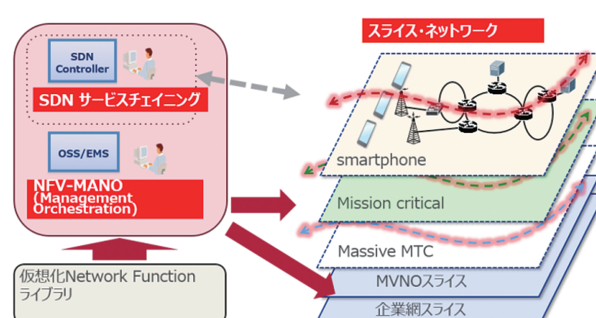 SDN
Controller
SDN サービスチェイニング
OSS/EMS
NFV-MANO
(Management
Orchestration)
仮想化Network Function
ライブラリ
スライス・ネットワーク
smartphone
Mission critical
Massive MTC
MVNOスライス
企業網スライス